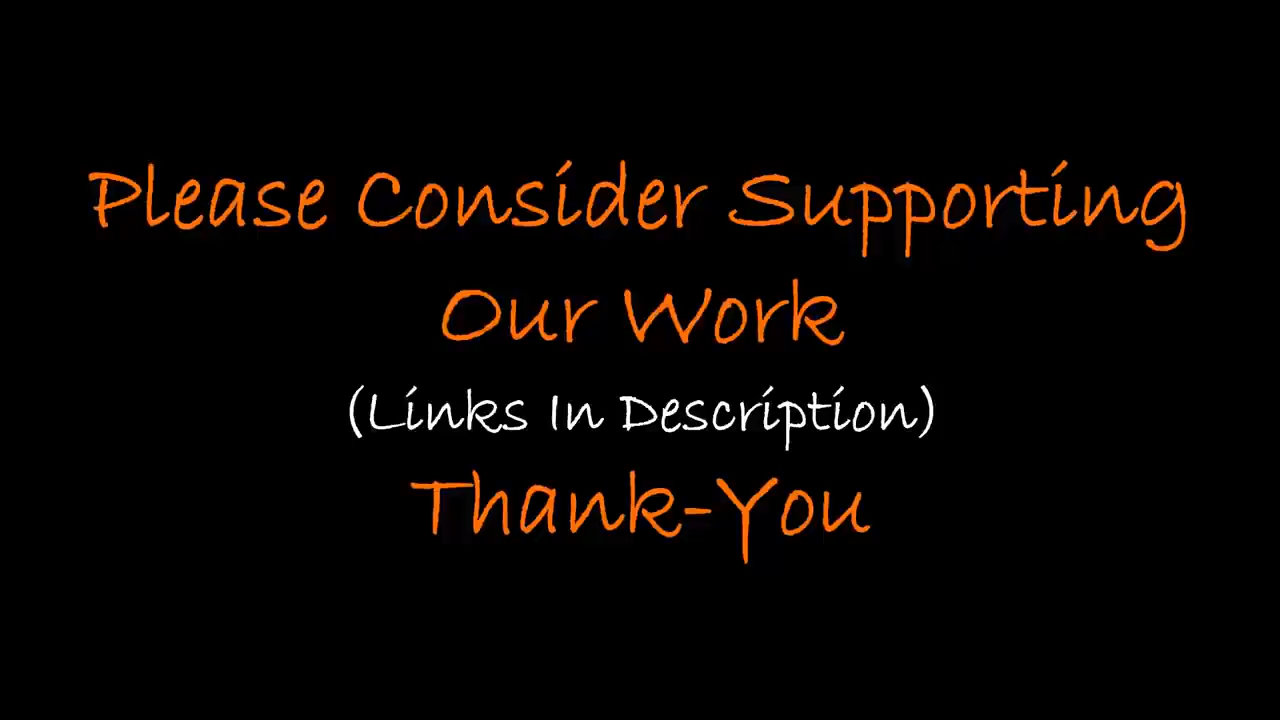 Please Consider Supporting
Our Work
(Links In Description)
Thank-You